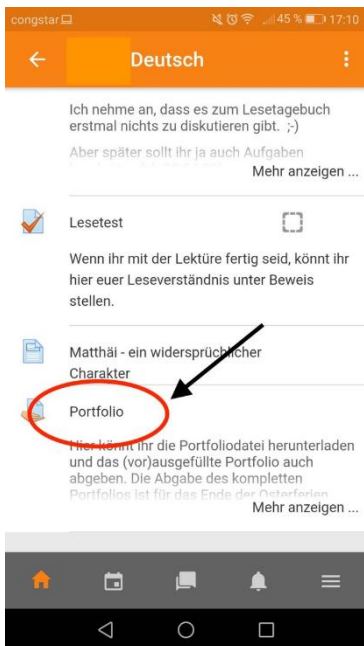 congstar 45 % 17:10
Deutsch
Ich nehme an, dass es zum Lesetagebuch
erstmal nichts zu diskutieren gibt. ;-)
Aber später sollt ihr ja auch Aufgaben
Mehr anzeigen ...
Lesetest
Wenn ihr mit der Lektüre fertig seid, könnt ihr
hier euer Leseverständnis unter Beweis
stellen.
Matthäi - ein widersprüchlicher
Charakter
Portfolio
Hier könnt ihr die Portfoliodatei herunterladen
und das (vor)ausgefüllte Portfolio auch
abgeben. Die Abgabe des kompletten
Portfolios ist für das Ende der Osterferien
Mehr anzeigen ...